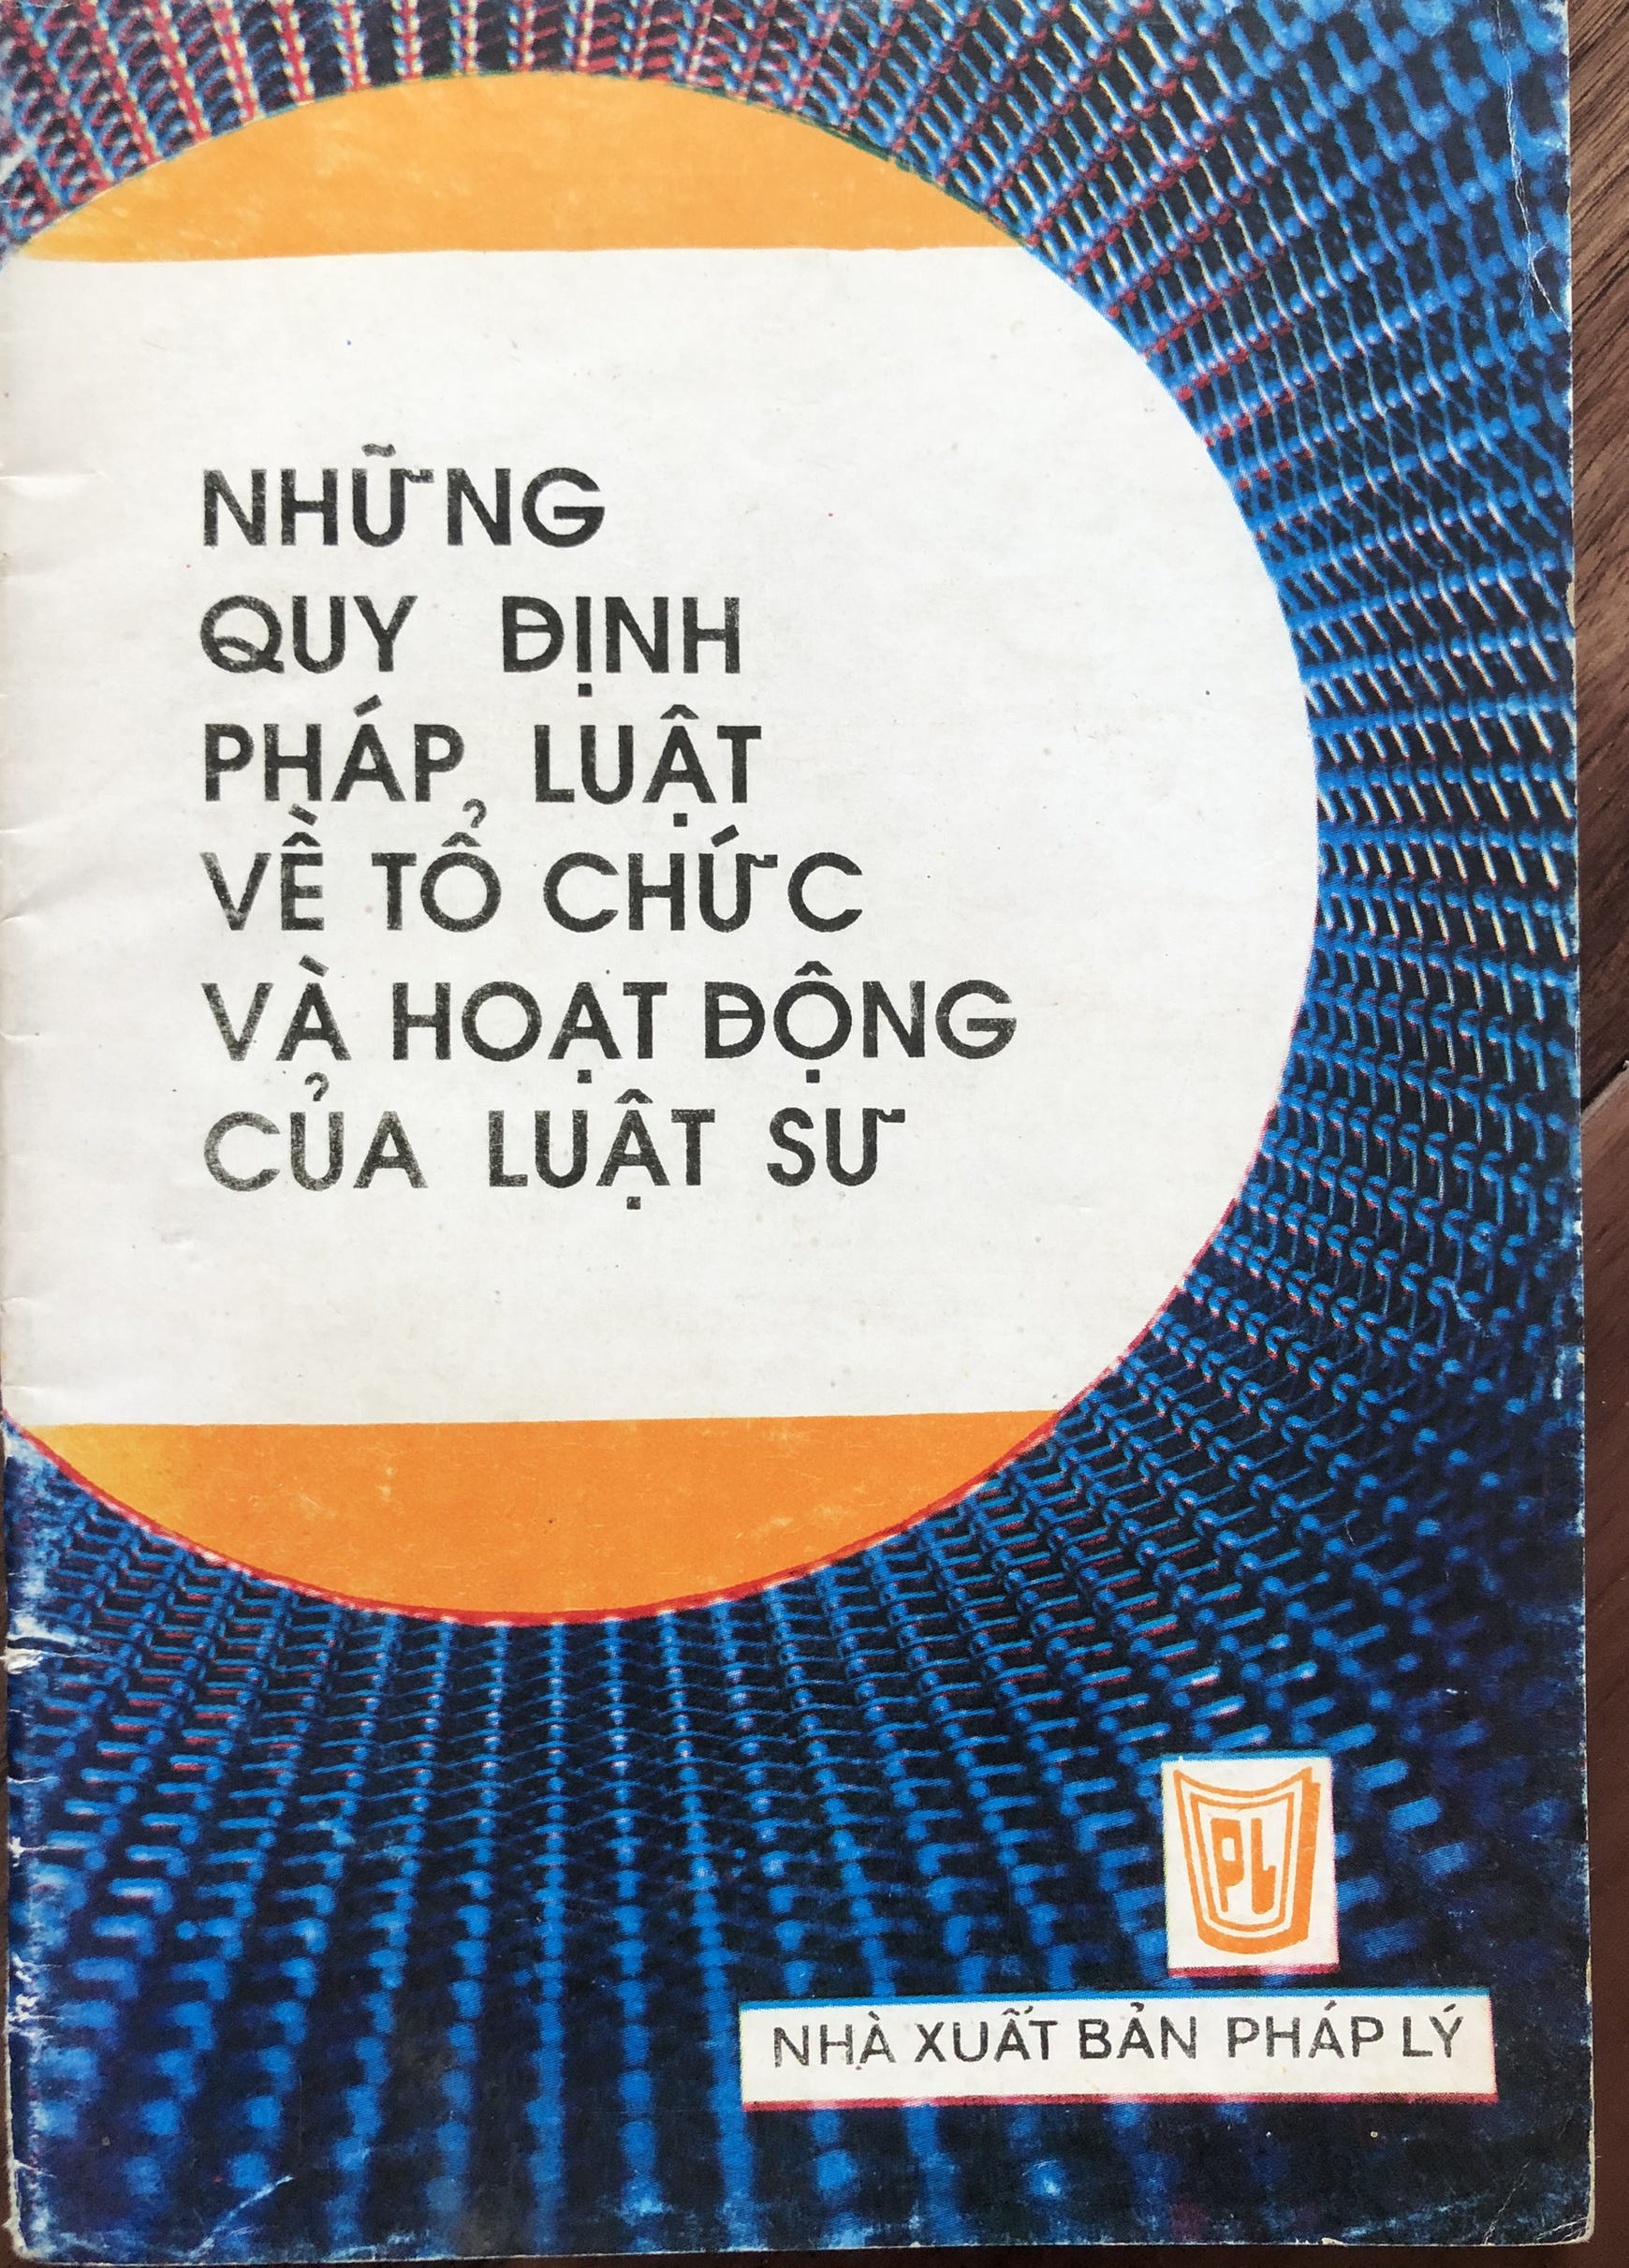 NHỮNG
QUY ĐỊNH
PHÁP LUẬT
VỀ TỔ CHỨC
VÀ HOẠT ĐỘNG
CỦA LUẬT SƯ
PL
NHÀ XUẤT BẢN PHÁP LÝ